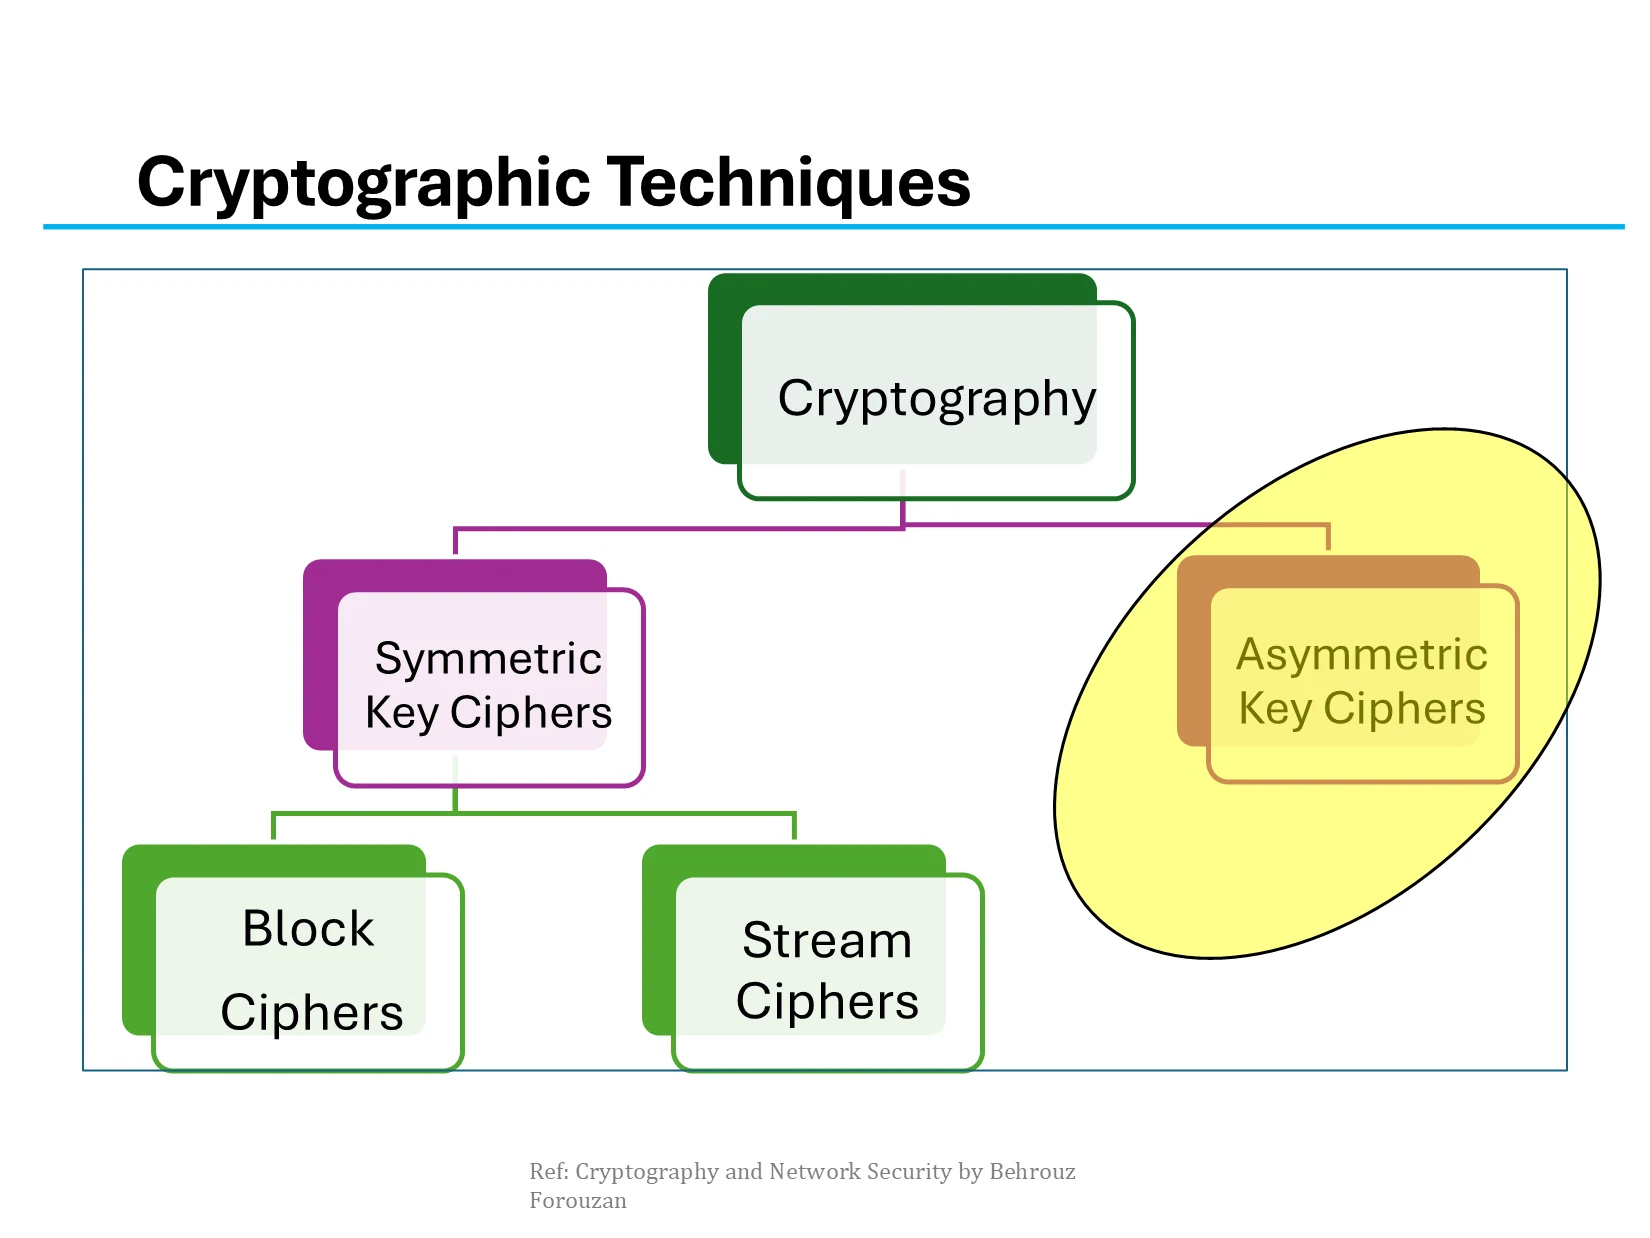 Cryptographic Techniques
Cryptography
Symmetric
Key Ciphers
Asymmetric
Key Ciphers
Block
Ciphers
Stream
Ciphers
Ref: Cryptography and Network Security by Behrouz
Forouzan